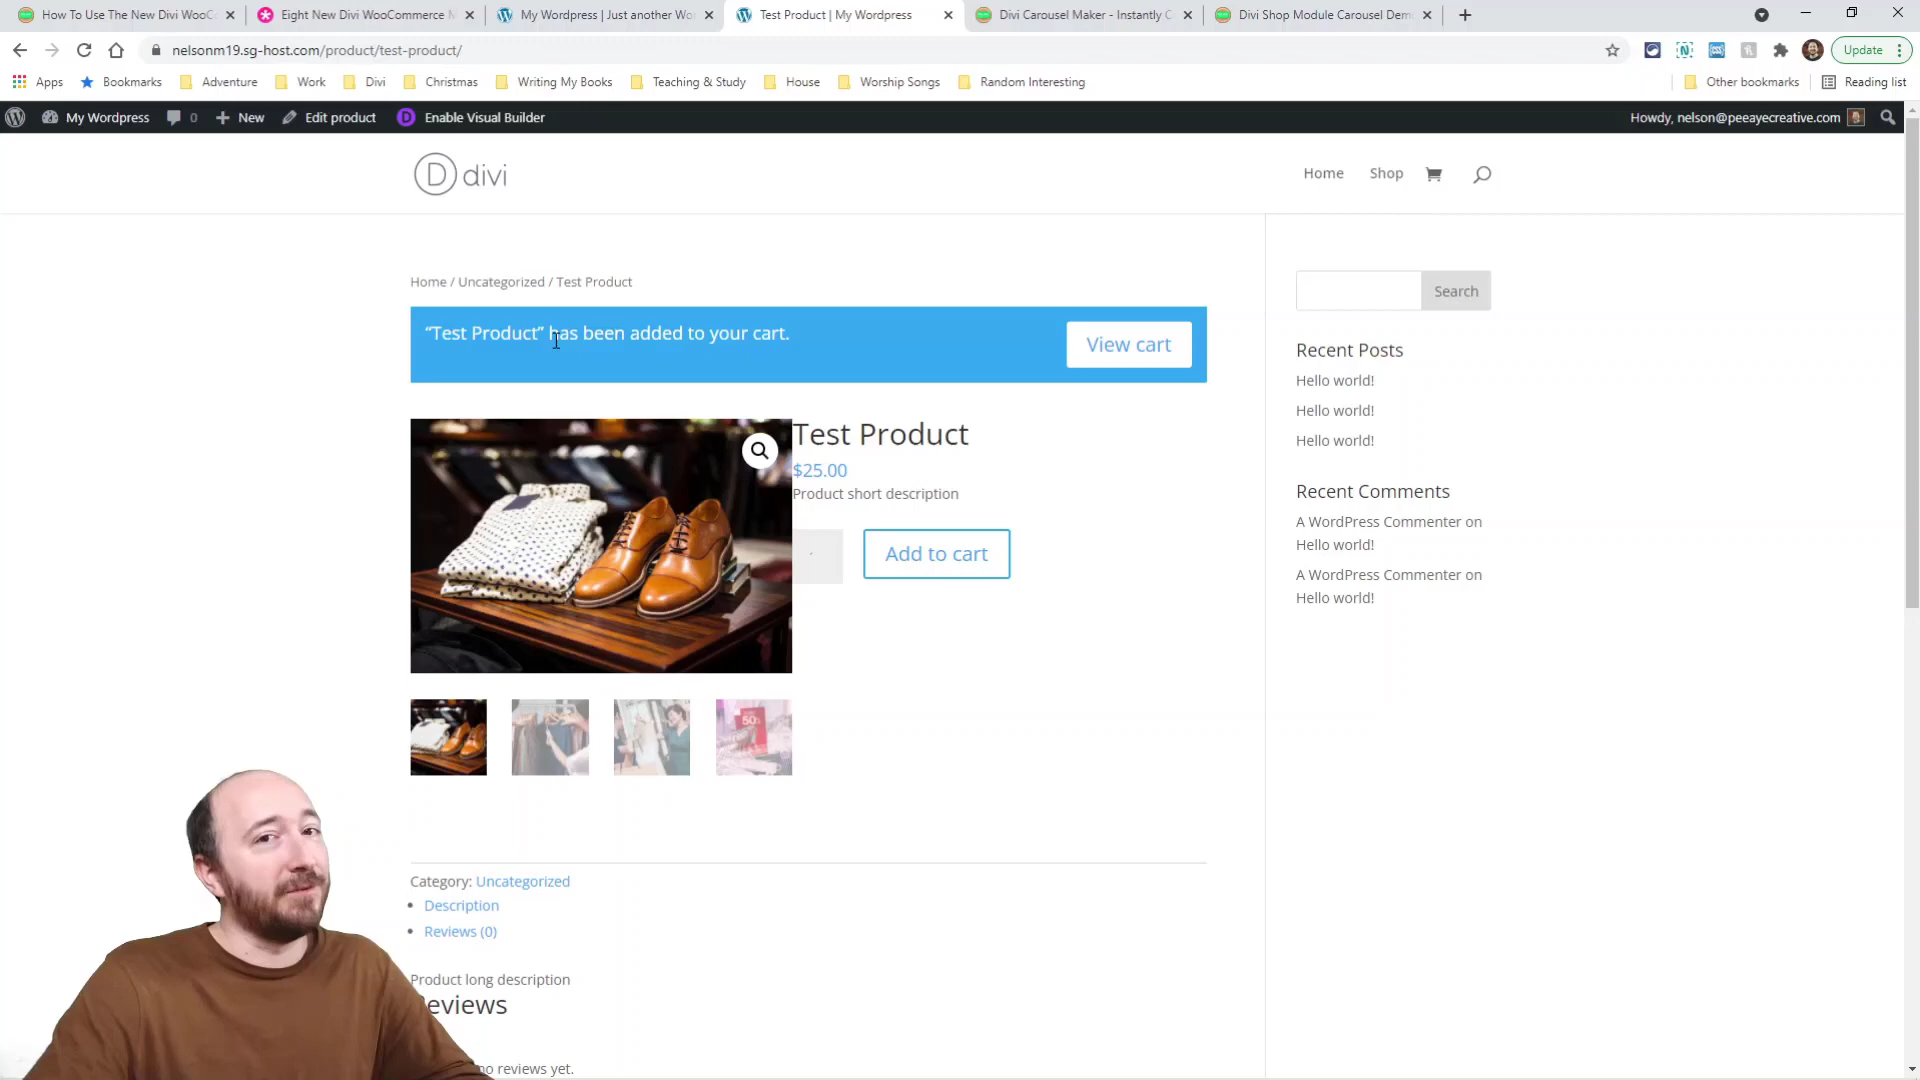 How To Use The New Divi WooC
Eight New Divi WooCommerce M
My Wordpress | Just another Wo
Test Product | My Wordpress
Divi Carousel Maker - Instantly C
Divi Shop Module Carousel Dem
nelsonm19.sg-host.com/product/test-product/
Update
Apps
Bookmarks
Adventure
Work
Divi
Christmas
Writing My Books
Teaching & Study
House
Worship Songs
Random Interesting
Other bookmarks
Reading list
My Wordpress
0
New
Edit product
D
Enable Visual Builder
Howdy, nelson@peeayecreative.com
D divi
Home
Shop
Home / Uncategorized / Test Product
“Test Product” has been added to your cart.
View cart
Search
Recent Posts
Hello world!
Hello world!
Hello world!
Recent Comments
A WordPress Commenter on
Hello world!
A WordPress Commenter on
Hello world!
Test Product
$25.00
Product short description
Add to cart
50
Category: Uncategorized
Description
Reviews (0)
Product long description
eviews
no reviews yet.